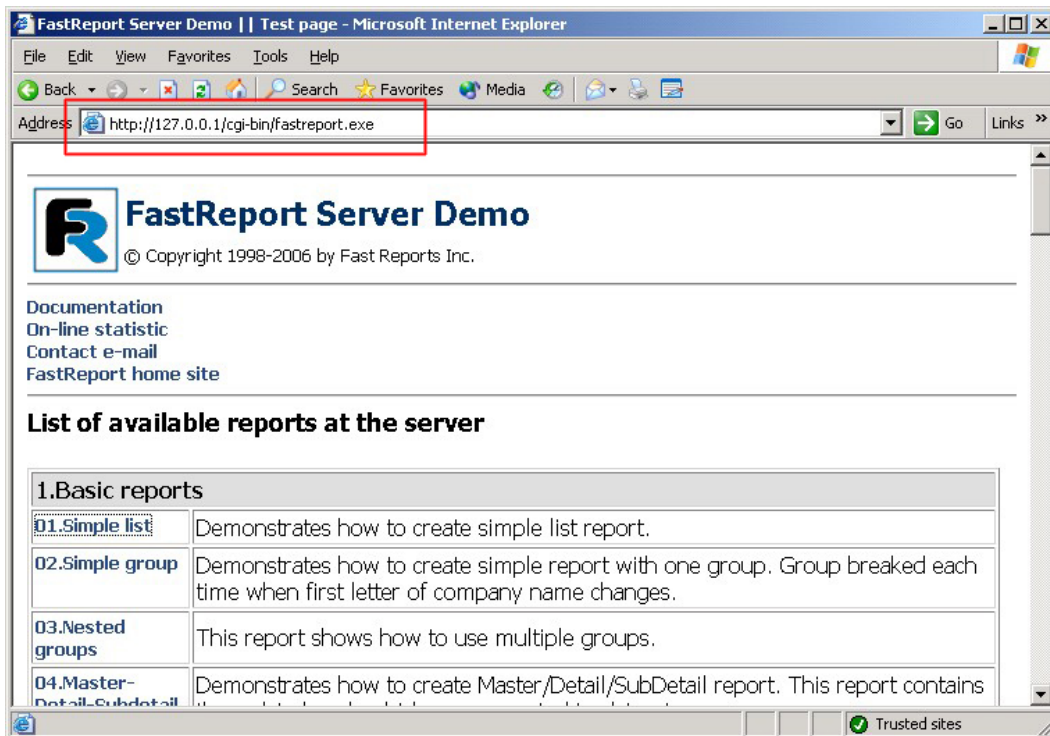 FastReport Server Demo || Test page - Microsoft Internet Explorer
File Edit View Favorites Tools Help
Back Search Favorites Media
Address http://127.0.0.1/cgi-bin/fastreport.exe Go Links »
FastReport Server Demo
© Copyright 1998-2006 by Fast Reports Inc.
Documentation
On-line statistic
Contact e-mail
FastReport home site
List of available reports at the server
1.Basic reports
01.Simple list Demonstrates how to create simple list report.
02.Simple group Demonstrates how to create simple report with one group. Group breaked each
time when first letter of company name changes.
03.Nested
groups
This report shows how to use multiple groups.
04.Master- Demonstrates how to create Master/Detail/SubDetail report. This report contains
Detail-Subdetail
Trusted sites